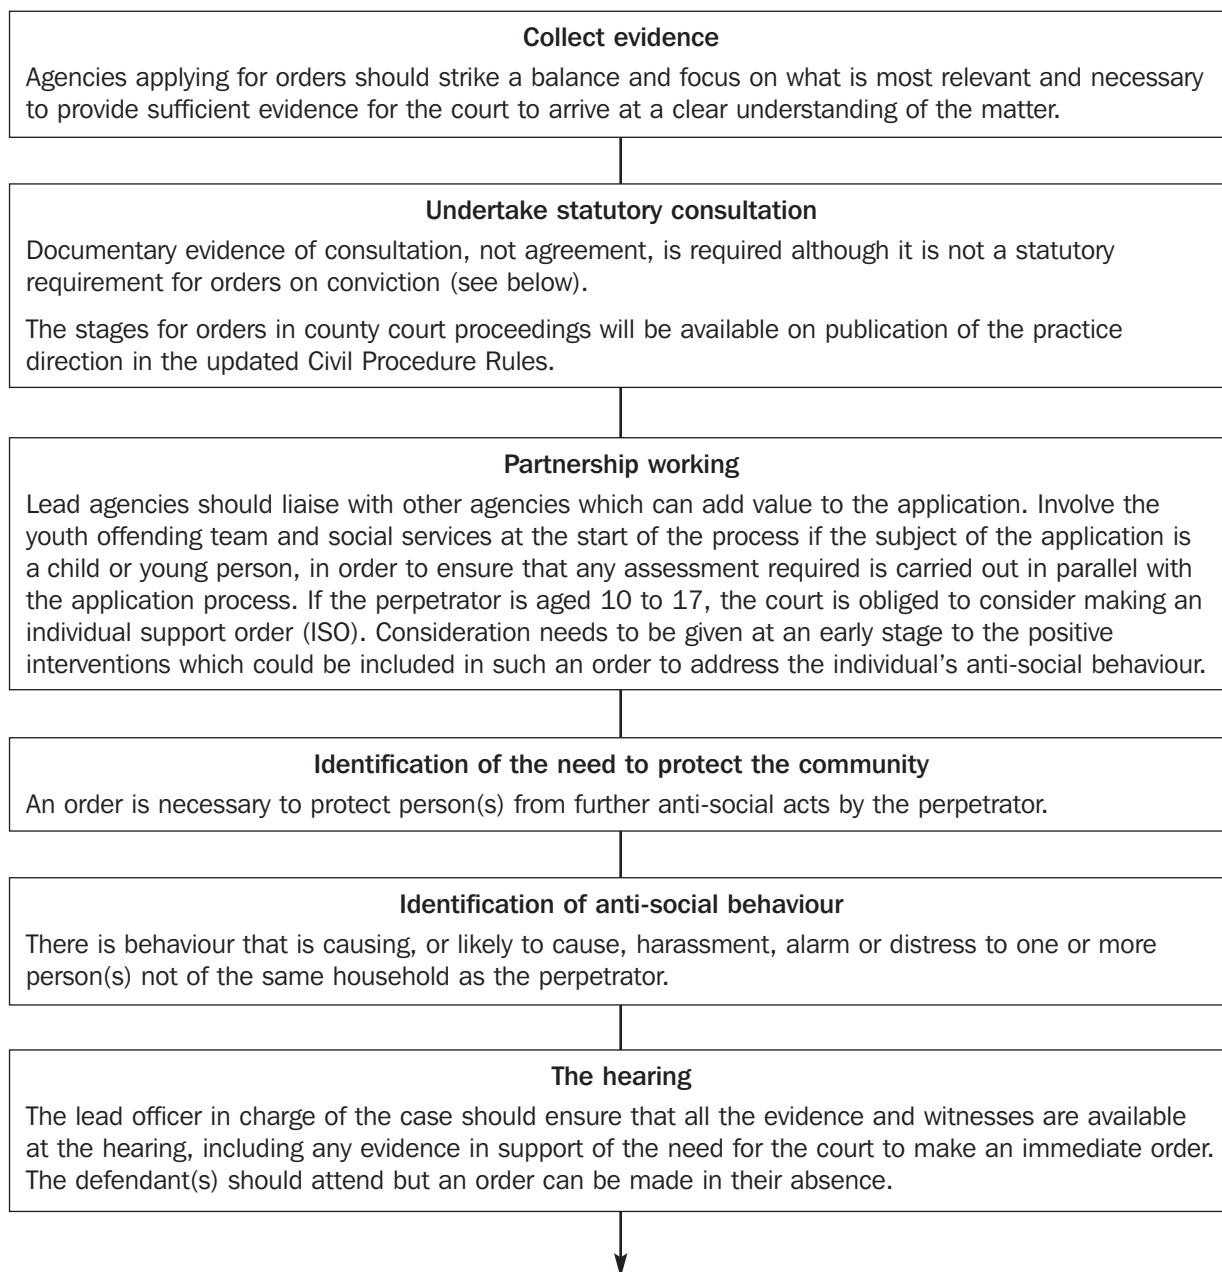 Collect evidence
Agencies applying for orders should strike a balance and focus on what is most relevant and necessary
to provide sufficient evidence for the court to arrive at a clear understanding of the matter.
Undertake statutory consultation
Documentary evidence of consultation, not agreement, is required although it is not a statutory
requirement for orders on conviction (see below).
The stages for orders in county court proceedings will be available on publication of the practice
direction in the updated Civil Procedure Rules.
Partnership working
Lead agencies should liaise with other agencies which can add value to the application. Involve the
youth offending team and social services at the start of the process if the subject of the application is
a child or young person, in order to ensure that any assessment required is carried out in parallel with
the application process. If the perpetrator is aged 10 to 17, the court is obliged to consider making an
individual support order (ISO). Consideration needs to be given at an early stage to the positive
interventions which could be included in such an order to address the individual’s anti-social behaviour.
Identification of the need to protect the community
An order is necessary to protect person(s) from further anti-social acts by the perpetrator.
Identification of anti-social behaviour
There is behaviour that is causing, or likely to cause, harassment, alarm or distress to one or more
person(s) not of the same household as the perpetrator.
The hearing
The lead officer in charge of the case should ensure that all the evidence and witnesses are available
at the hearing, including any evidence in support of the need for the court to make an immediate order.
The defendant(s) should attend but an order can be made in their absence.